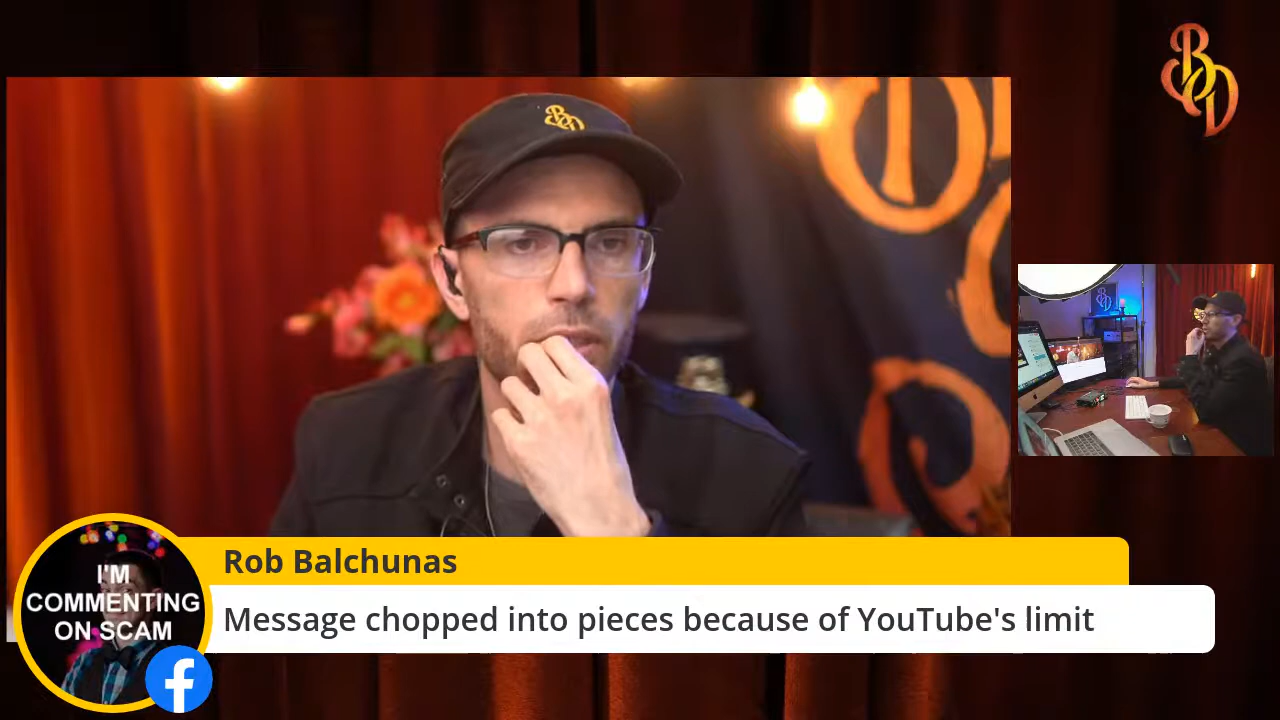 I'M
COMMENTING
ON SCAM
Rob Balchunas
Message chopped into pieces because of YouTube's limit